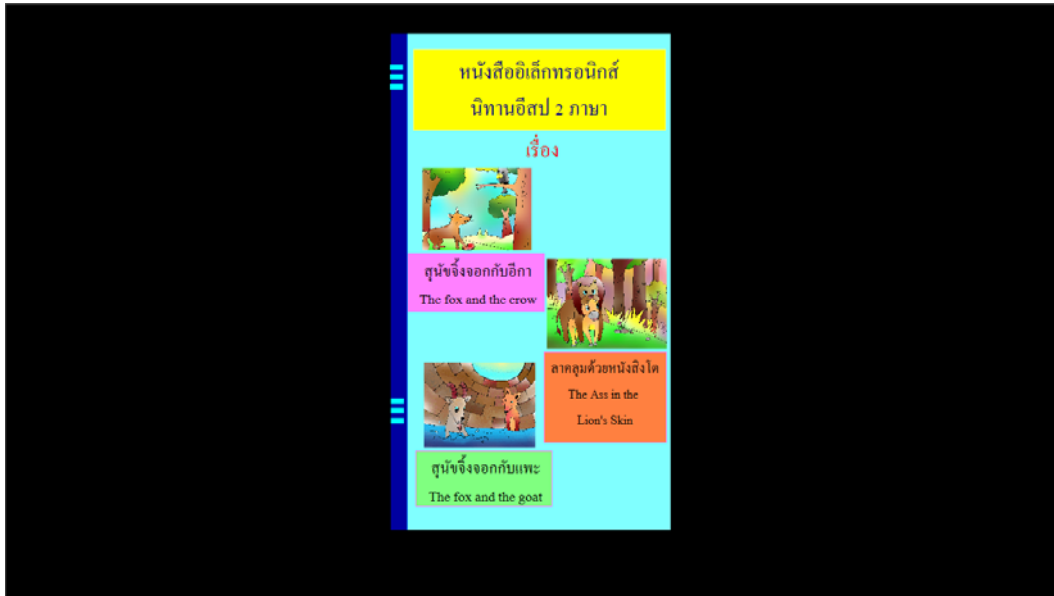 หนังสืออิเล็กทรอนิกส์
นิทานอีสป 2 ภาษา
เรื่อง
สุนัขจิ้งจอกกับอีกา
The fox and the crow
ลาคลุมด้วยหนังสิงโต
The Ass in the
Lion's Skin
สุนัขจิ้งจอกกับแพะ
The fox and the goat